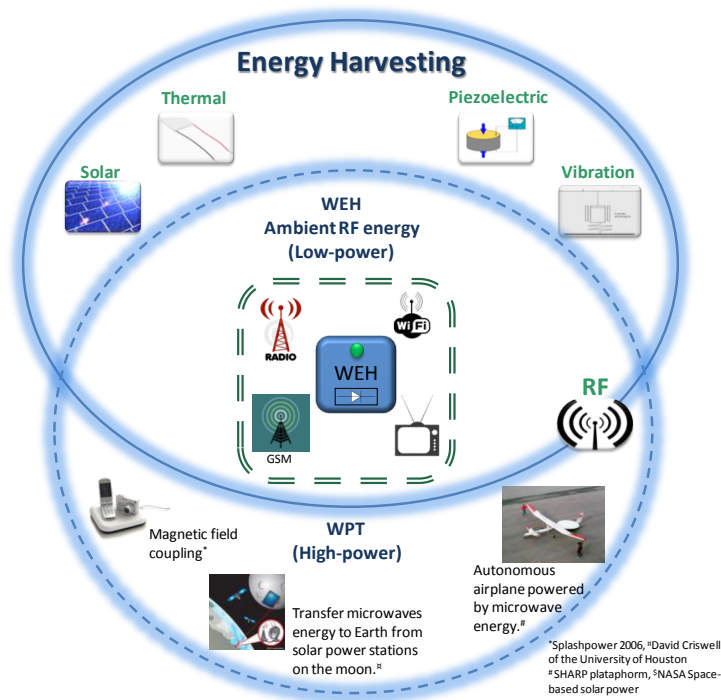 Energy Harvesting
Thermal
Piezoelectric
Solar
Vibration
WEH
Ambient RF energy
(Low-power)
RADIO
WiFi
WEH
GSM
RF
Magnetic field
coupling*
WPT
(High-power)
Autonomous
airplane powered
by microwave
energy.#
Transfer microwaves
energy to Earth from
solar power stations
on the moon.¤
*Splashpower 2006, ¤David Criswell
of the University of Houston
# SHARP plataphorm, $NASA Space-
based solar power